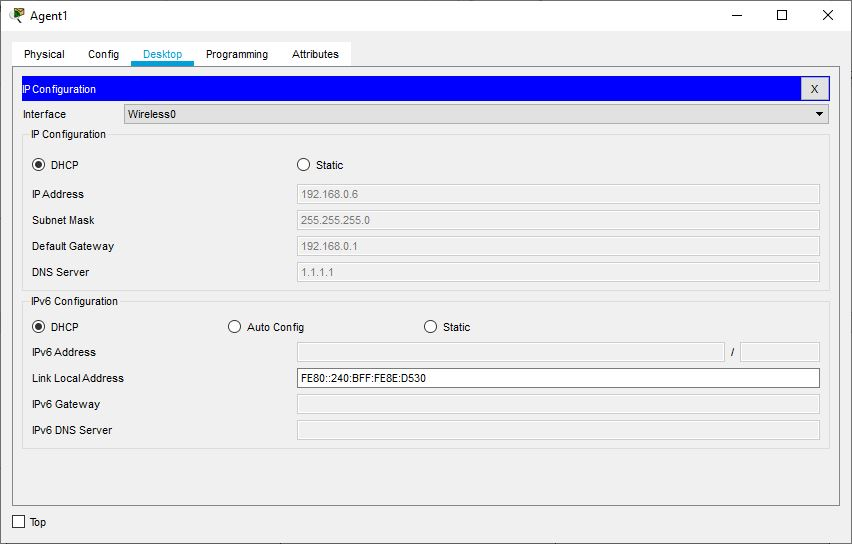 Agent1
Physical Config Desktop Programming Attributes
IP Configuration X
Interface Wireless0
IP Configuration
DHCP Static
IP Address 192.168.0.6
Subnet Mask 255.255.255.0
Default Gateway 192.168.0.1
DNS Server 1.1.1.1
IPv6 Configuration
DHCP Auto Config Static
IPv6 Address /
Link Local Address FE80::240:BFF:FE8E:D530
IPv6 Gateway
IPv6 DNS Server
Top